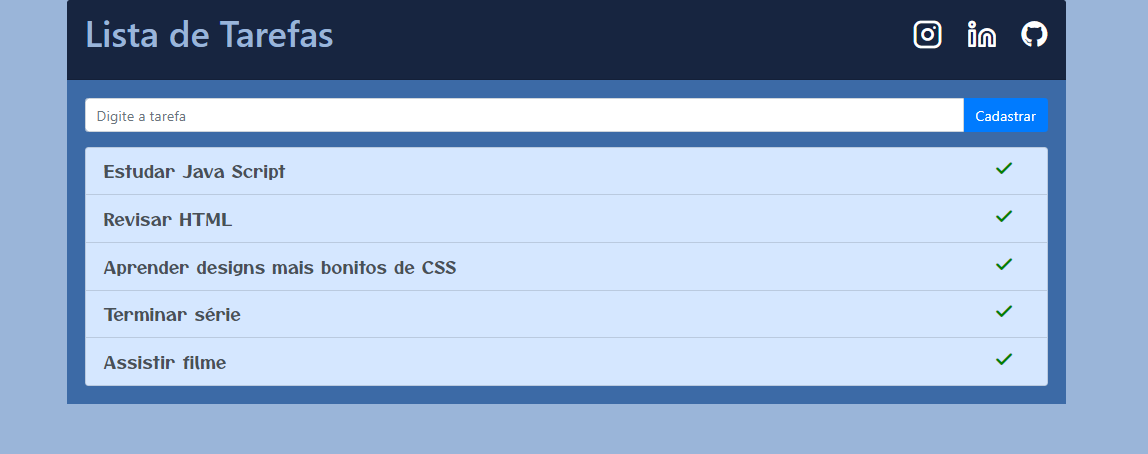 Lista de Tarefas
Digite a tarefa
Cadastrar
Estudar Java Script
Revisar HTML
Aprender designs mais bonitos de CSS
Terminar série
Assistir filme